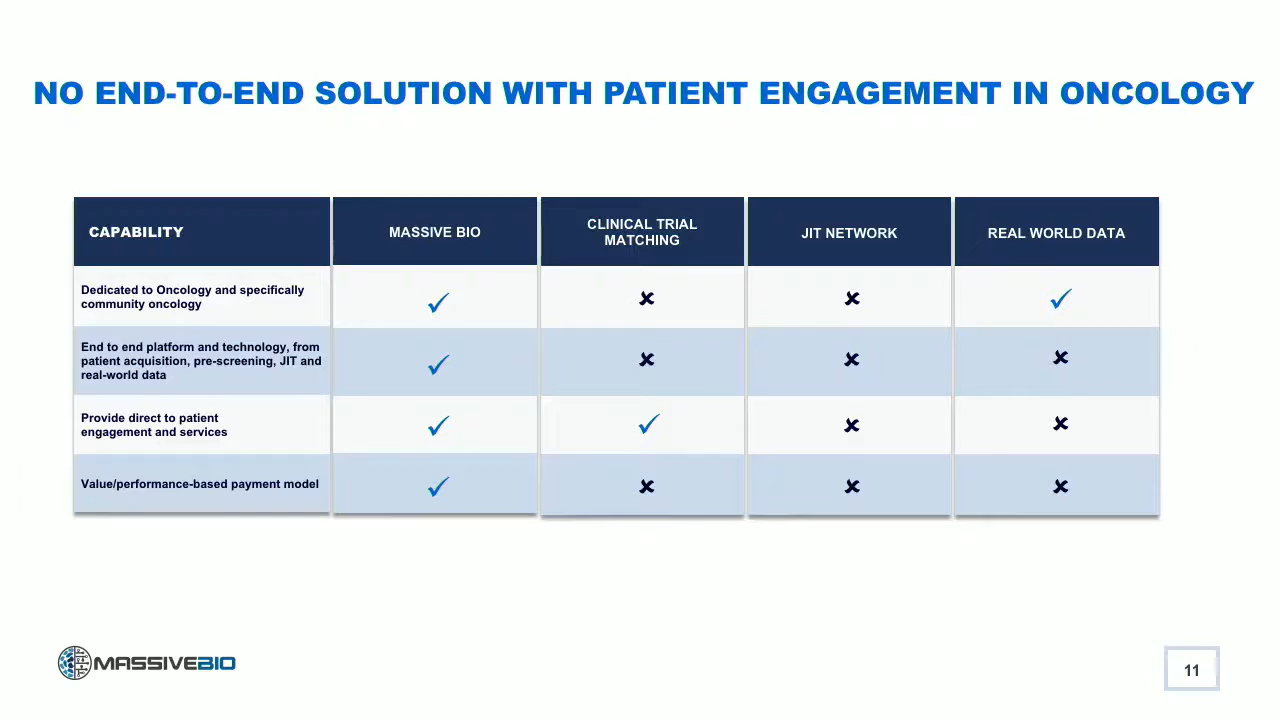 NO END-TO-END SOLUTION WITH PATIENT ENGAGEMENT IN ONCOLOGY
CAPABILITY
MASSIVE BIO
CLINICAL TRIAL
MATCHING
JIT NETWORK
REAL WORLD DATA
Dedicated to Oncology and specifically
community oncology
✓ ✘ ✘ ✓
End to end platform and technology, from
patient acquisition, pre-screening, JIT and
real-world data
✓ ✘ ✘ ✘
Provide direct to patient
engagement and services
✓ ✓ ✘ ✘
Value/performance-based payment model
✓ ✘ ✘ ✘
MASSIVEBIO
11